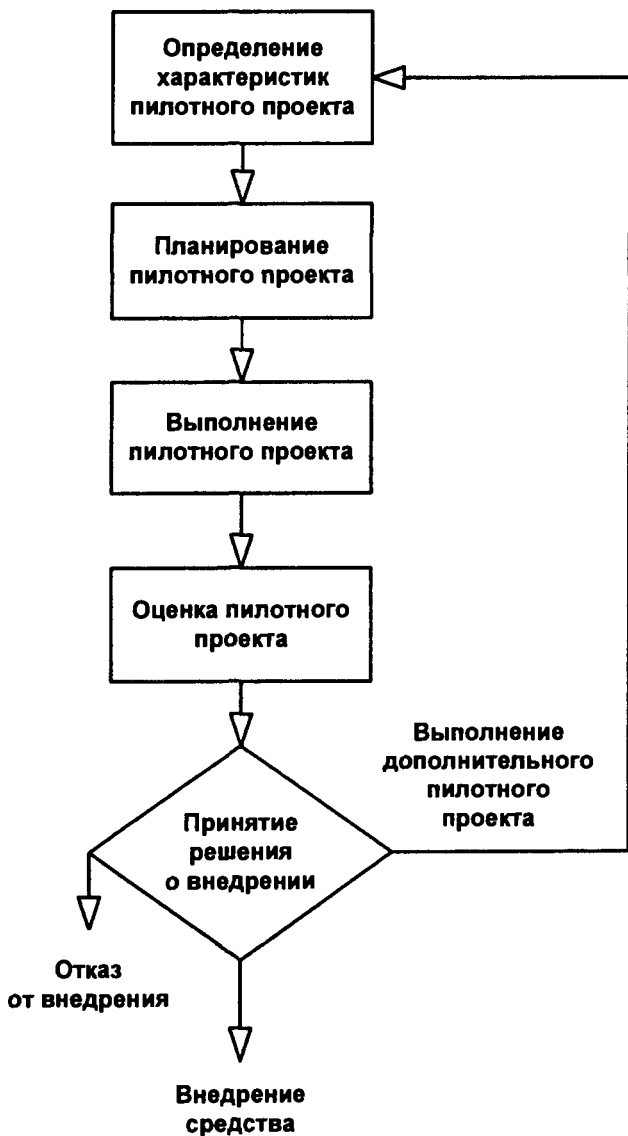 Определение
характеристик
пилотного проекта
Планирование
пилотного проекта
Выполнение
пилотного проекта
Оценка пилотного
проекта
Выполнение
дополнительного
пилотного
проекта
Принятие
решения
о внедрении
Отказ
от внедрения
Внедрение
средства